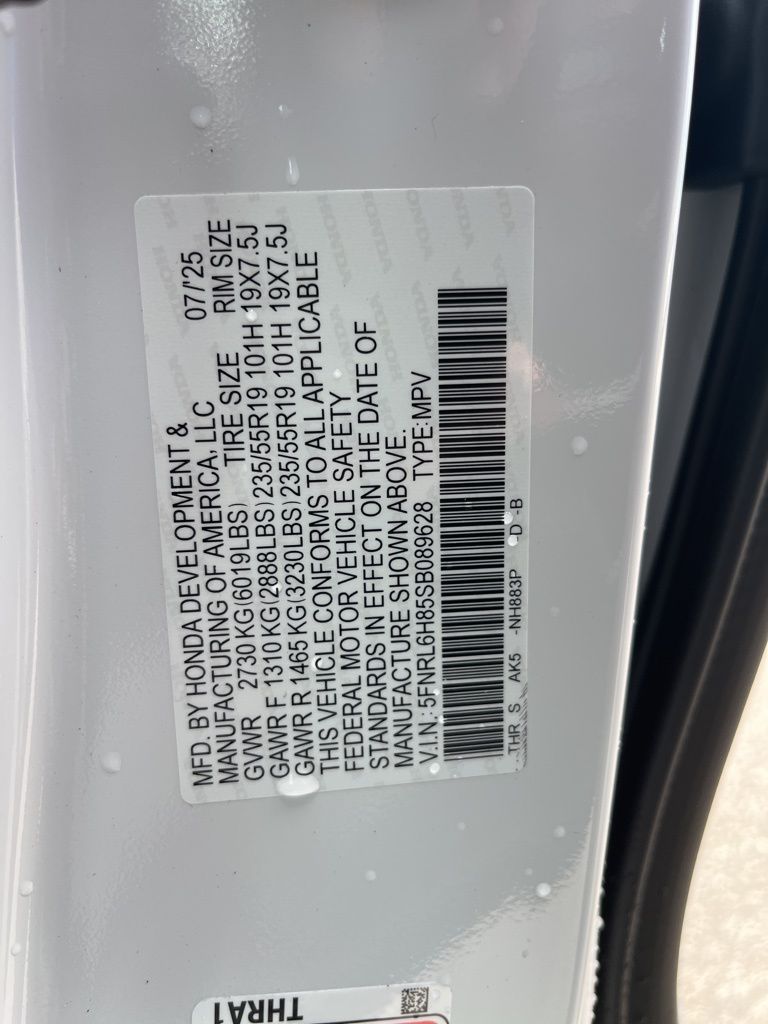 MFD. BY HONDA DEVELOPMENT &
MANUFACTURING OF AMERICA, LLC 07/'25
GVWR 2730 KG(6019LBS) TIRE SIZE RIM SIZE
GAWR F 1310 KG(2888LBS)235/55R19 101H 19X7.5J
GAWR R 1465 KG(3230LBS)235/55R19 101H 19X7.5J
THIS VEHICLE CONFORMS TO ALL APPLICABLE
FEDERAL MOTOR VEHICLE SAFETY
STANDARDS IN EFFECT ON THE DATE OF
MANUFACTURE SHOWN ABOVE.
V.I.N.: 5FNRL6H85SB089628 TYPE:MPV
THR S AK5 -NH883P -D -B
THRA1